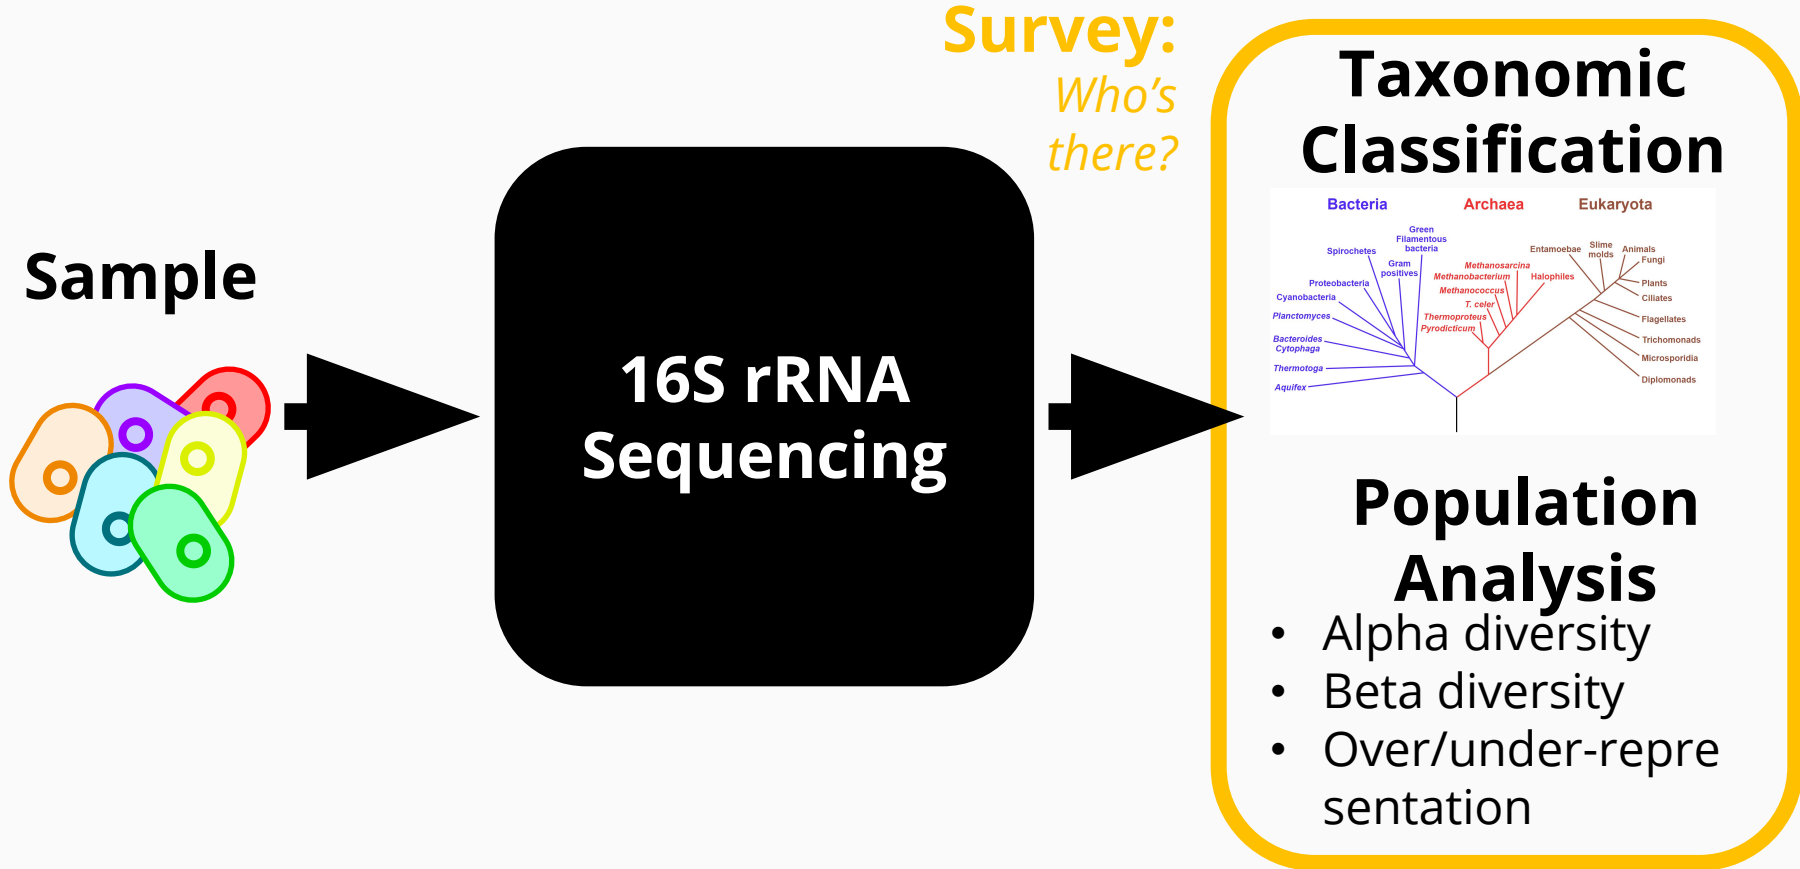 Survey:
Who's
there?
Sample
16S rRNA
Sequencing
Taxonomic
Classification
Bacteria Archaea Eukaryota
Green
Filamentous
bacteria
Spirochetes
Gram
positives
Proteobacteria
Cyanobacteria
Planctomyces
Bacteroides
Cytophaga
Thermotoga
Aquifex
Methanosarcina
Methanobacterium
Halophiles
Methanococcus
T. celer
Thermoproteus
Pyrodicticum
Entamoebae
Slime
molds
Animals
Fungi
Plants
Ciliates
Flagellates
Trichomonads
Microsporidia
Diplomonads
Population
Analysis
• Alpha diversity
• Beta diversity
• Over/under-repre
sentation